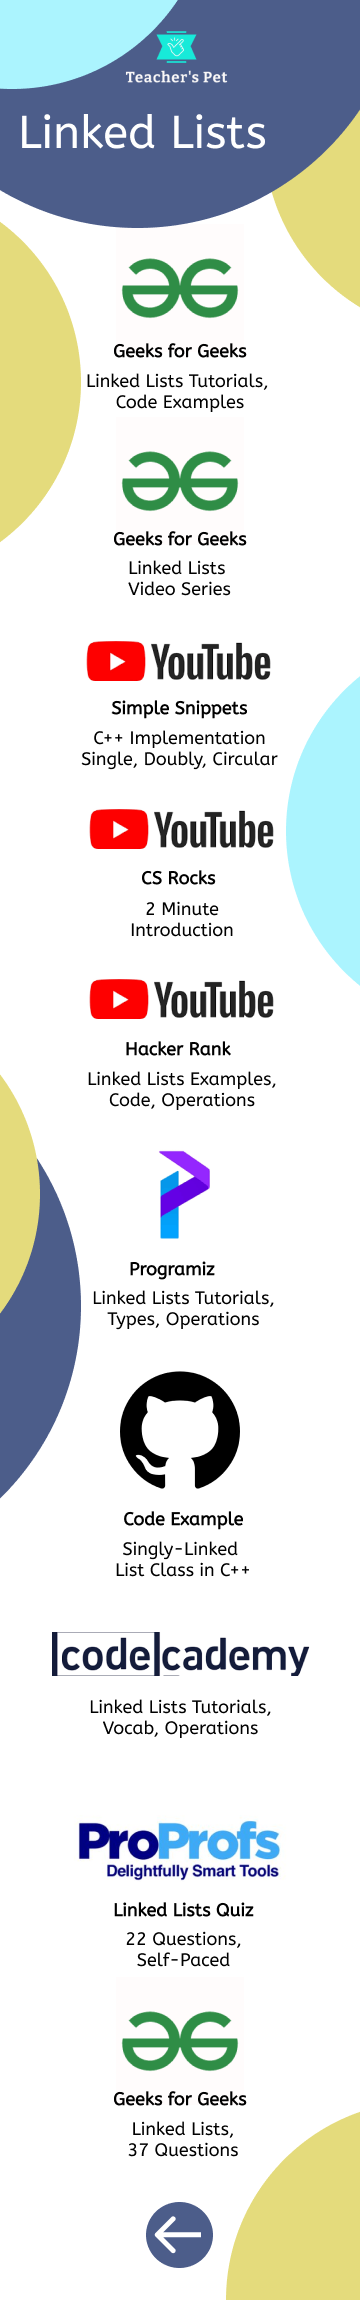 Teacher's Pet
Linked Lists
Geeks for Geeks
Linked Lists Tutorials,
Code Examples
Geeks for Geeks
Linked Lists
Video Series
YouTube
Simple Snippets
C++ Implementation
Single, Doubly, Circular
YouTube
CS Rocks
2 Minute
Introduction
YouTube
Hacker Rank
Linked Lists Examples,
Code, Operations
Programiz
Linked Lists Tutorials,
Types, Operations
Code Example
Singly-Linked
List Class in C++
codecademy
Linked Lists Tutorials,
Vocab, Operations
ProProfs
Delightfully Smart Tools
Linked Lists Quiz
22 Questions,
Self-Paced
Geeks for Geeks
Linked Lists,
37 Questions